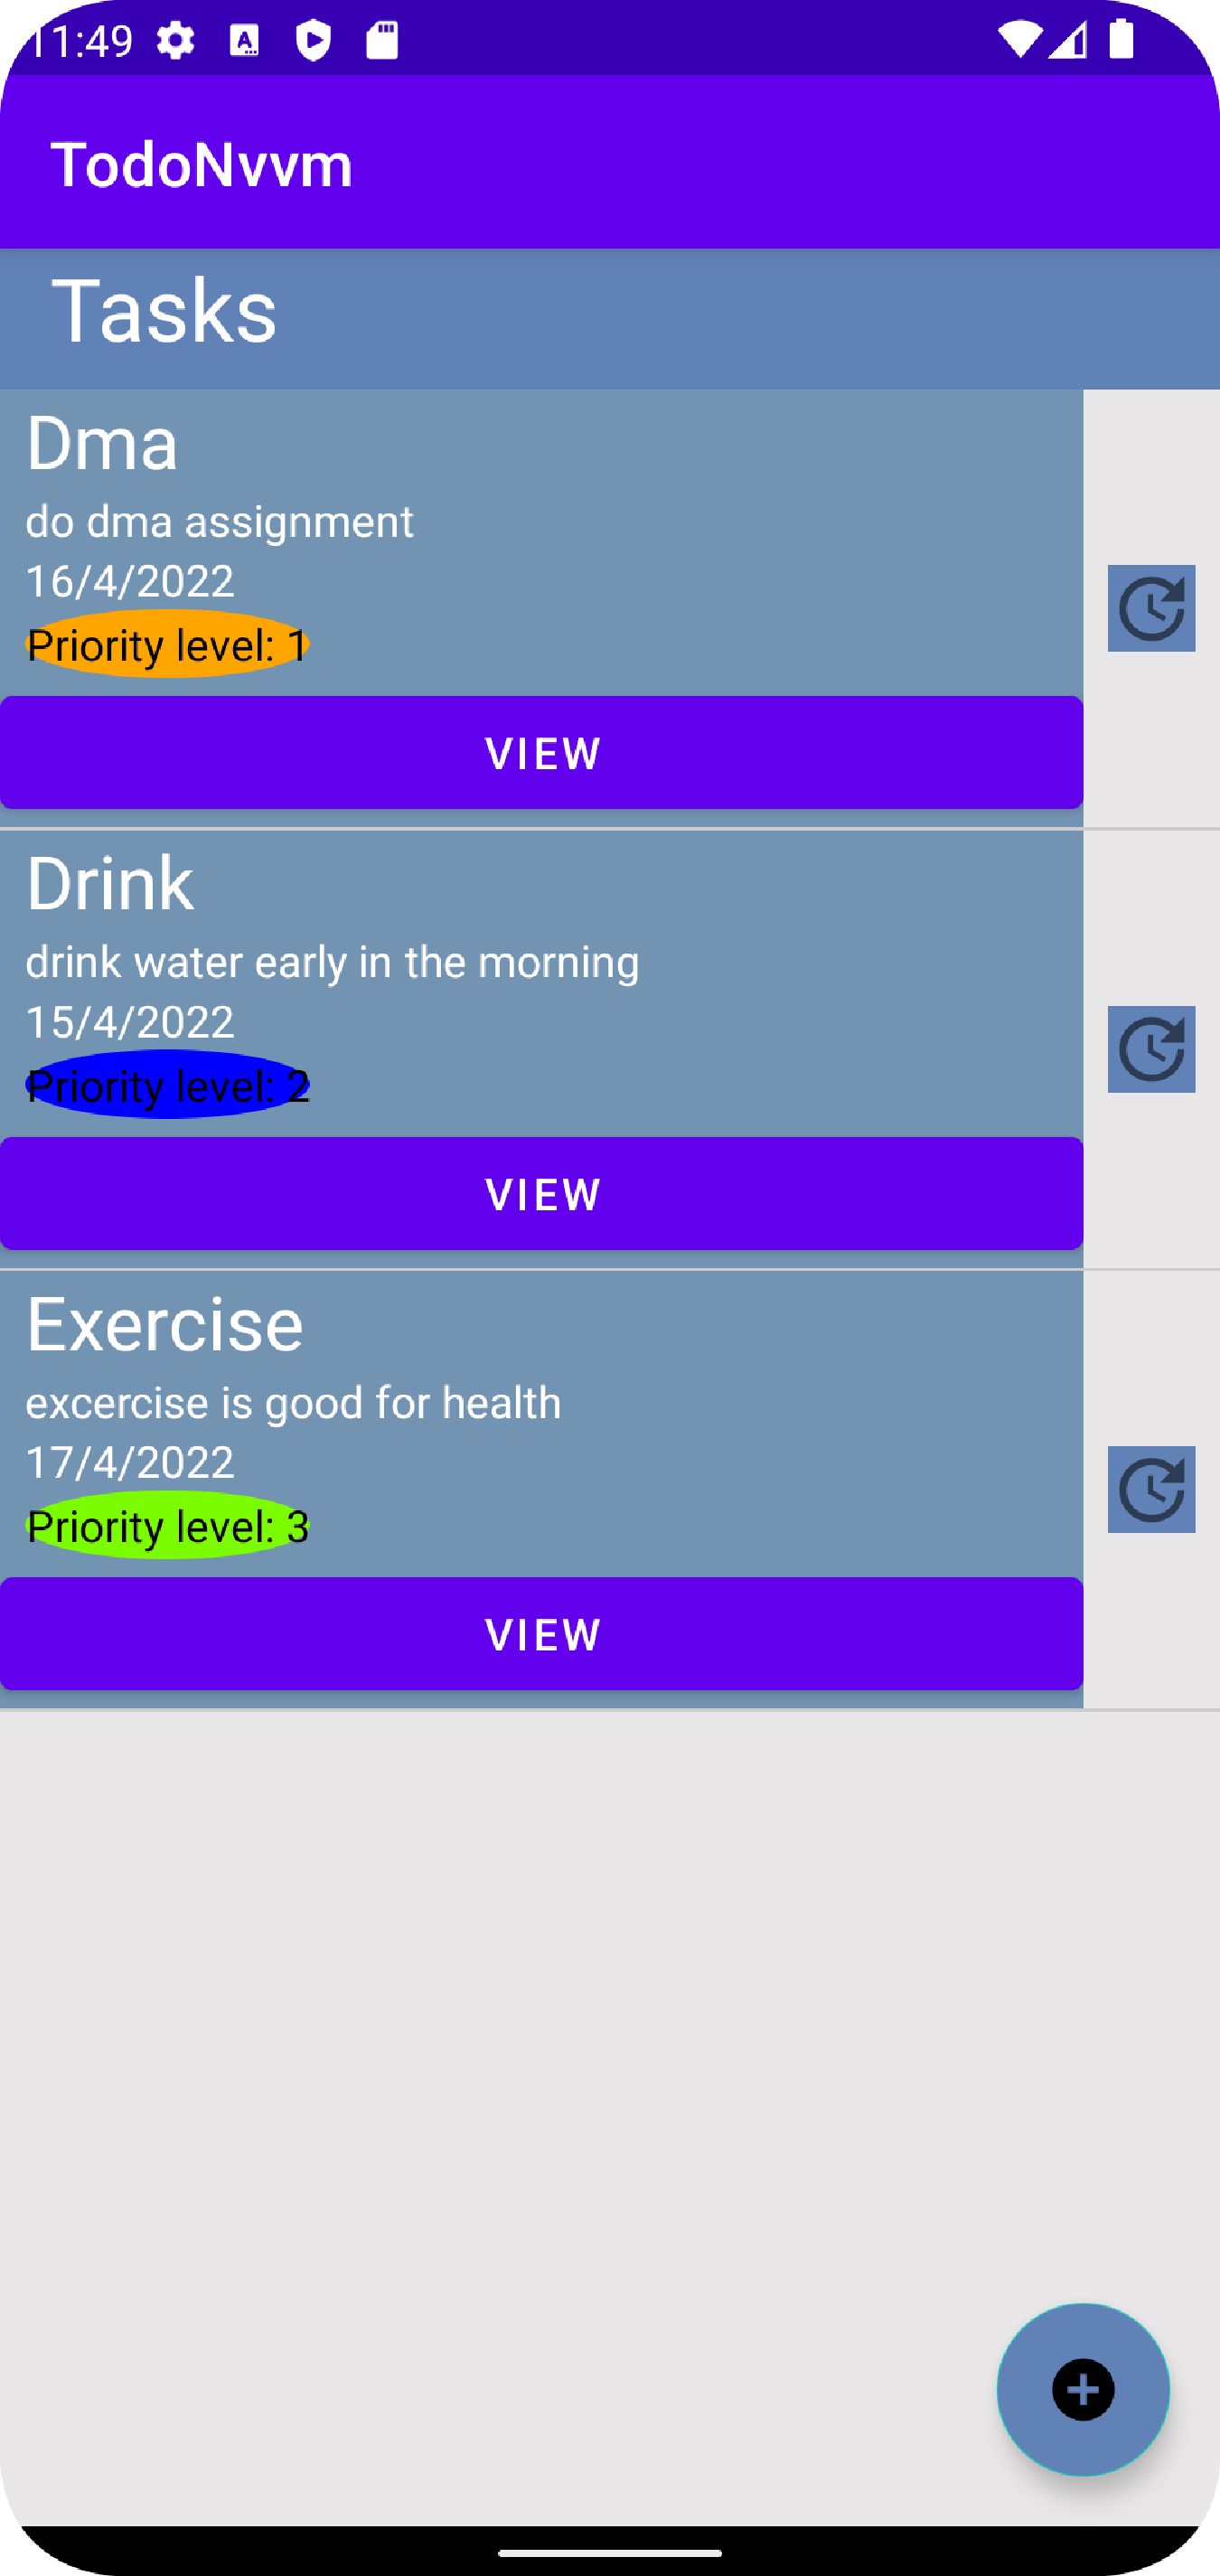 11:49
TodoNvvm
Tasks
Dma
do dma assignment
16/4/2022
Priority level: 1
VIEW
Drink
drink water early in the morning
15/4/2022
Priority level: 2
VIEW
Exercise
excercise is good for health
17/4/2022
Priority level: 3
VIEW